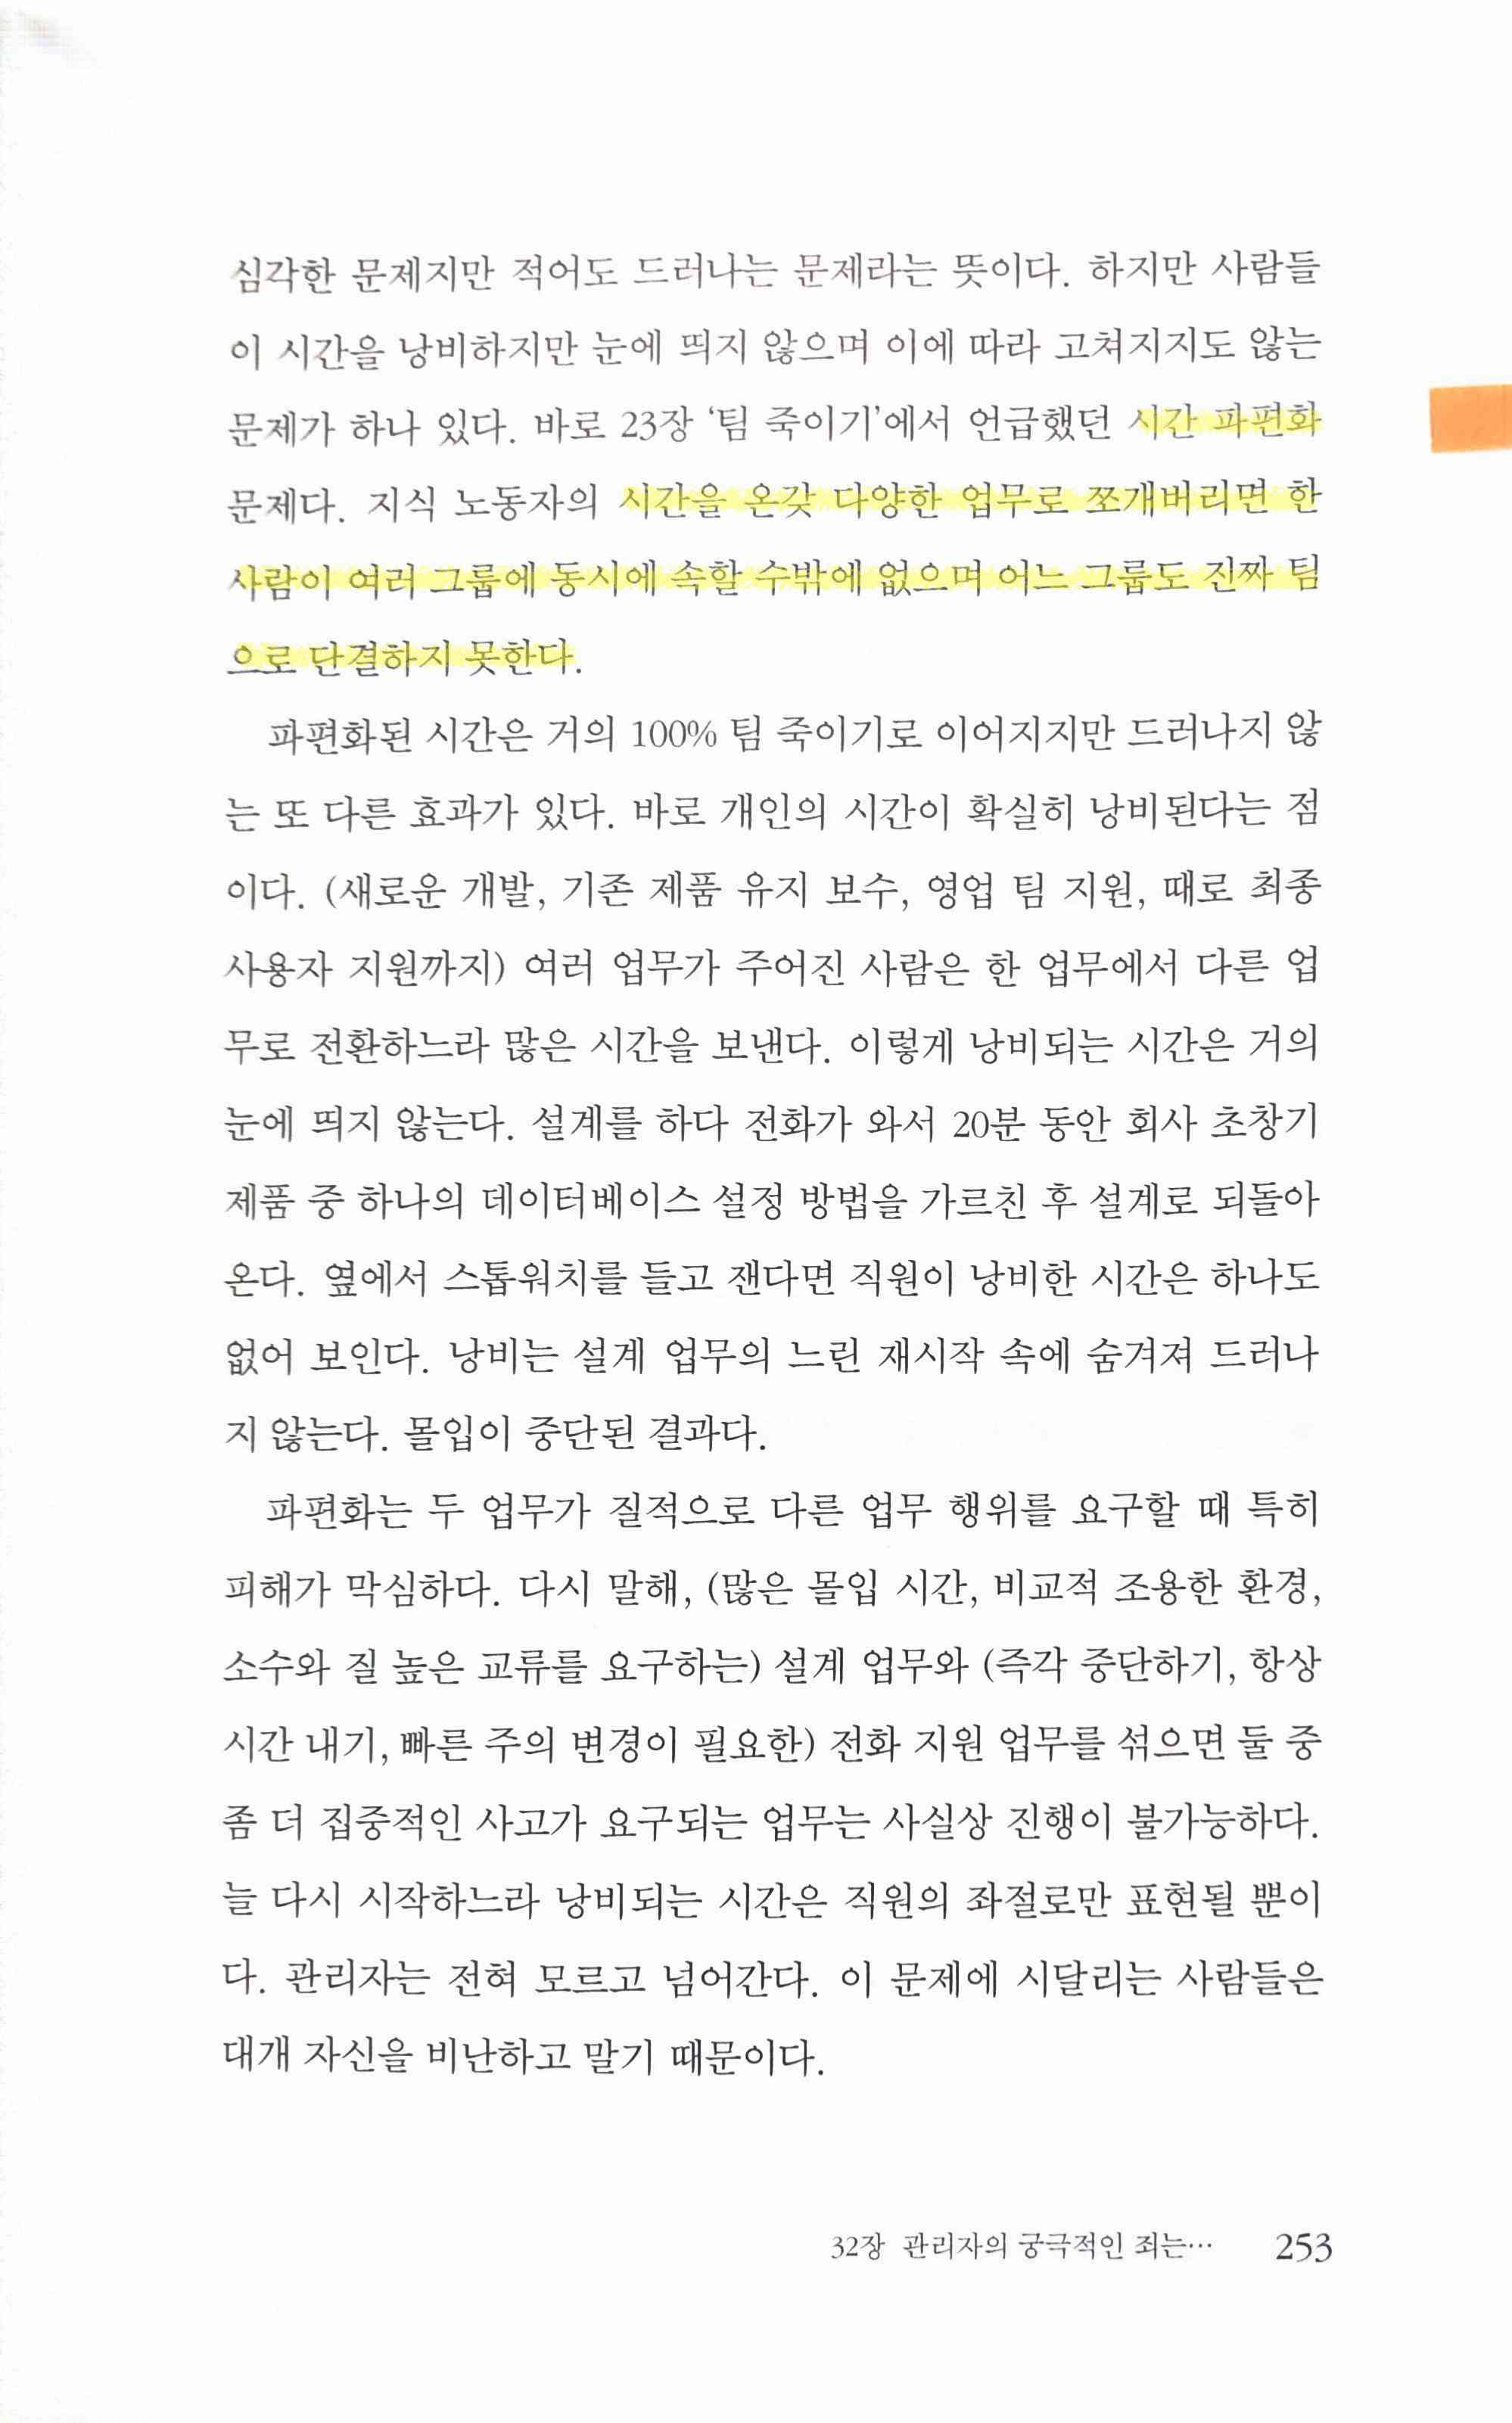 심각한 문제지만 적어도 드러나는 문제라는 뜻이다. 하지만 사람들
이 시간을 낭비하지만 눈에 띄지 않으며 이에 따라 고쳐지지도 않는
문제가 하나 있다. 바로 23장 ‘팀 죽이기’에서 언급했던 시간 파편화
문제다. 지식 노동자의 시간을 온갖 다양한 업무로 쪼개버리면 한
사람이 여러 그룹에 동시에 속할 수밖에 없으며 어느 그룹도 진짜 팀
으로 단결하지 못한다.
파편화된 시간은 거의 100% 팀 죽이기로 이어지지만 드러나지 않
는 또 다른 효과가 있다. 바로 개인의 시간이 확실히 낭비된다는 점
이다. (새로운 개발, 기존 제품 유지 보수, 영업 팀 지원, 때로 최종
사용자 지원까지) 여러 업무가 주어진 사람은 한 업무에서 다른 업
무로 전환하느라 많은 시간을 보낸다. 이렇게 낭비되는 시간은 거의
눈에 띄지 않는다. 설계를 하다 전화가 와서 20분 동안 회사 초창기
제품 중 하나의 데이터베이스 설정 방법을 가르친 후 설계로 되돌아
온다. 옆에서 스톱워치를 들고 잰다면 직원이 낭비한 시간은 하나도
없어 보인다. 낭비는 설계 업무의 느린 재시작 속에 숨겨져 드러나
지 않는다. 몰입이 중단된 결과다.
파편화는 두 업무가 질적으로 다른 업무 행위를 요구할 때 특히
피해가 막심하다. 다시 말해, (많은 몰입 시간, 비교적 조용한 환경,
소수와 질 높은 교류를 요구하는) 설계 업무와 (즉각 중단하기, 항상
시간 내기, 빠른 주의 변경이 필요한) 전화 지원 업무를 섞으면 둘 중
좀 더 집중적인 사고가 요구되는 업무는 사실상 진행이 불가능하다.
늘 다시 시작하느라 낭비되는 시간은 직원의 좌절로만 표현될 뿐이
다. 관리자는 전혀 모르고 넘어간다. 이 문제에 시달리는 사람들은
대개 자신을 비난하고 말기 때문이다.
32장 관리자의 궁극적인 죄는… 253